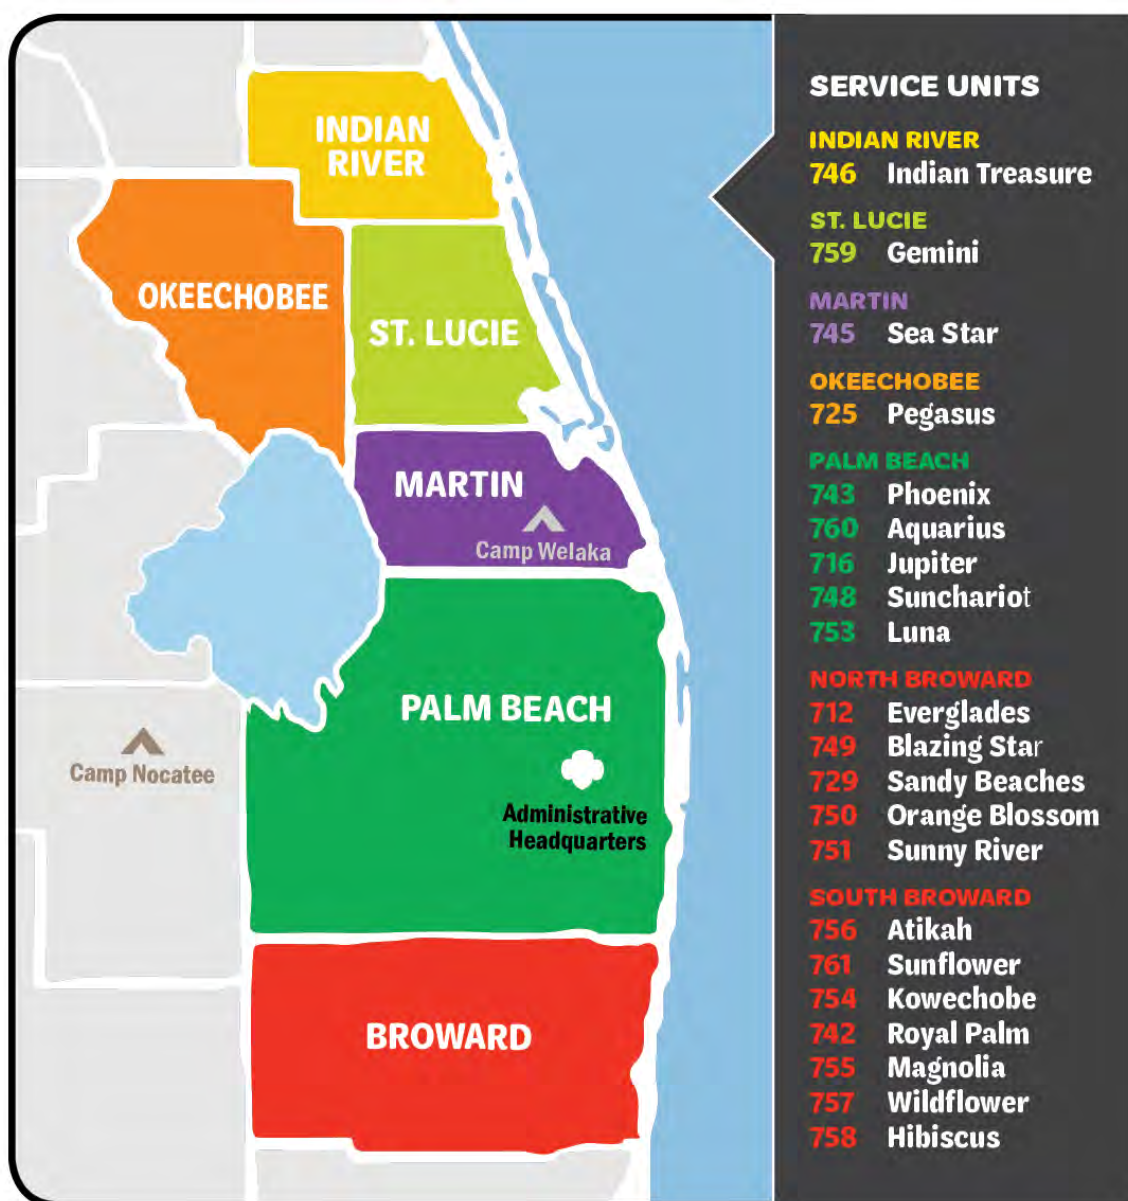 INDIAN
RIVER
OKEECHOBEE
ST. LUCIE
MARTIN
Camp Welaka
PALM BEACH
Camp Nocatee
Administrative
Headquarters
BROWARD
SERVICE UNITS
INDIAN RIVER
746 Indian Treasure
ST. LUCIE
759 Gemini
MARTIN
745 Sea Star
OKEECHOBEE
725 Pegasus
PALM BEACH
743 Phoenix
760 Aquarius
716 Jupiter
748 Sunchariot
753 Luna
NORTH BROWARD
712 Everglades
749 Blazing Star
729 Sandy Beaches
750 Orange Blossom
751 Sunny River
SOUTH BROWARD
756 Atikah
761 Sunflower
754 Kowechobe
742 Royal Palm
755 Magnolia
757 Wildflower
758 Hibiscus